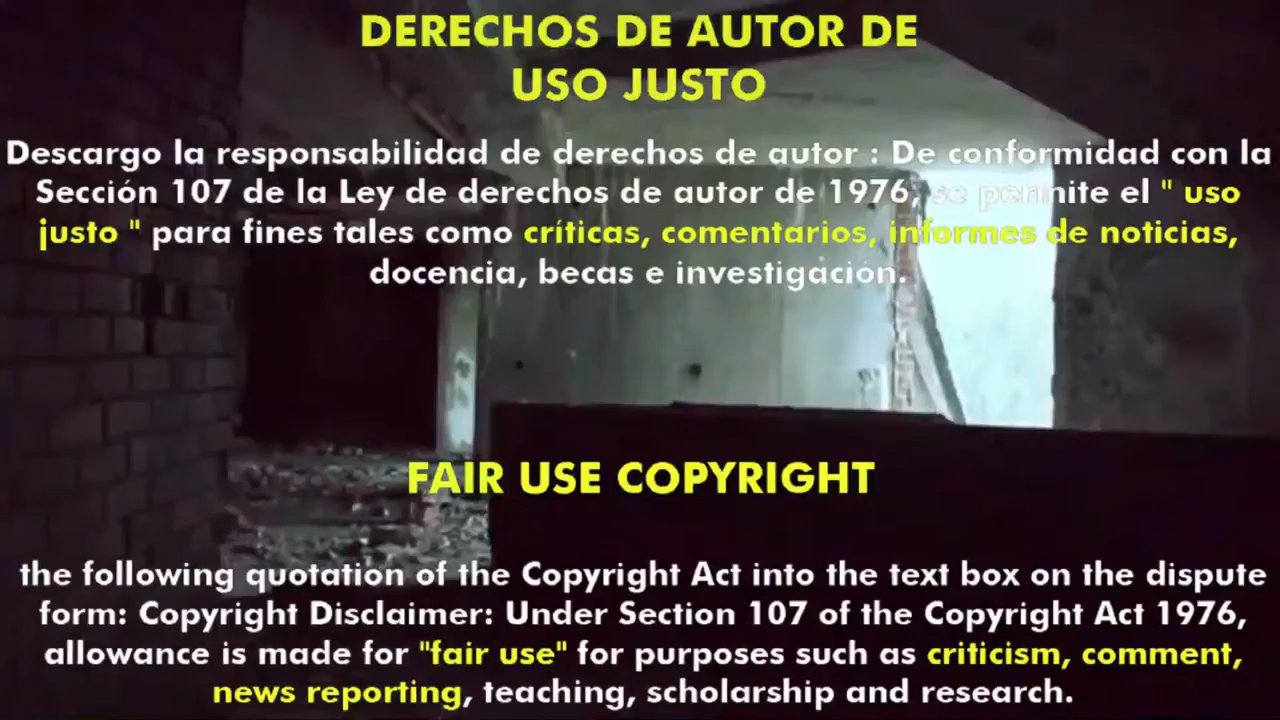 DERECHOS DE AUTOR DE
USO JUSTO
Descargo la responsabilidad de derechos de autor : De conformidad con la
Sección 107 de la Ley de derechos de autor de 1976, se permite el " uso
justo " para fines tales como críticas, comentarios, informes de noticias,
docencia, becas e investigación.
FAIR USE COPYRIGHT
the following quotation of the Copyright Act into the text box on the dispute
form: Copyright Disclaimer: Under Section 107 of the Copyright Act 1976,
allowance is made for "fair use" for purposes such as criticism, comment,
news reporting, teaching, scholarship and research.